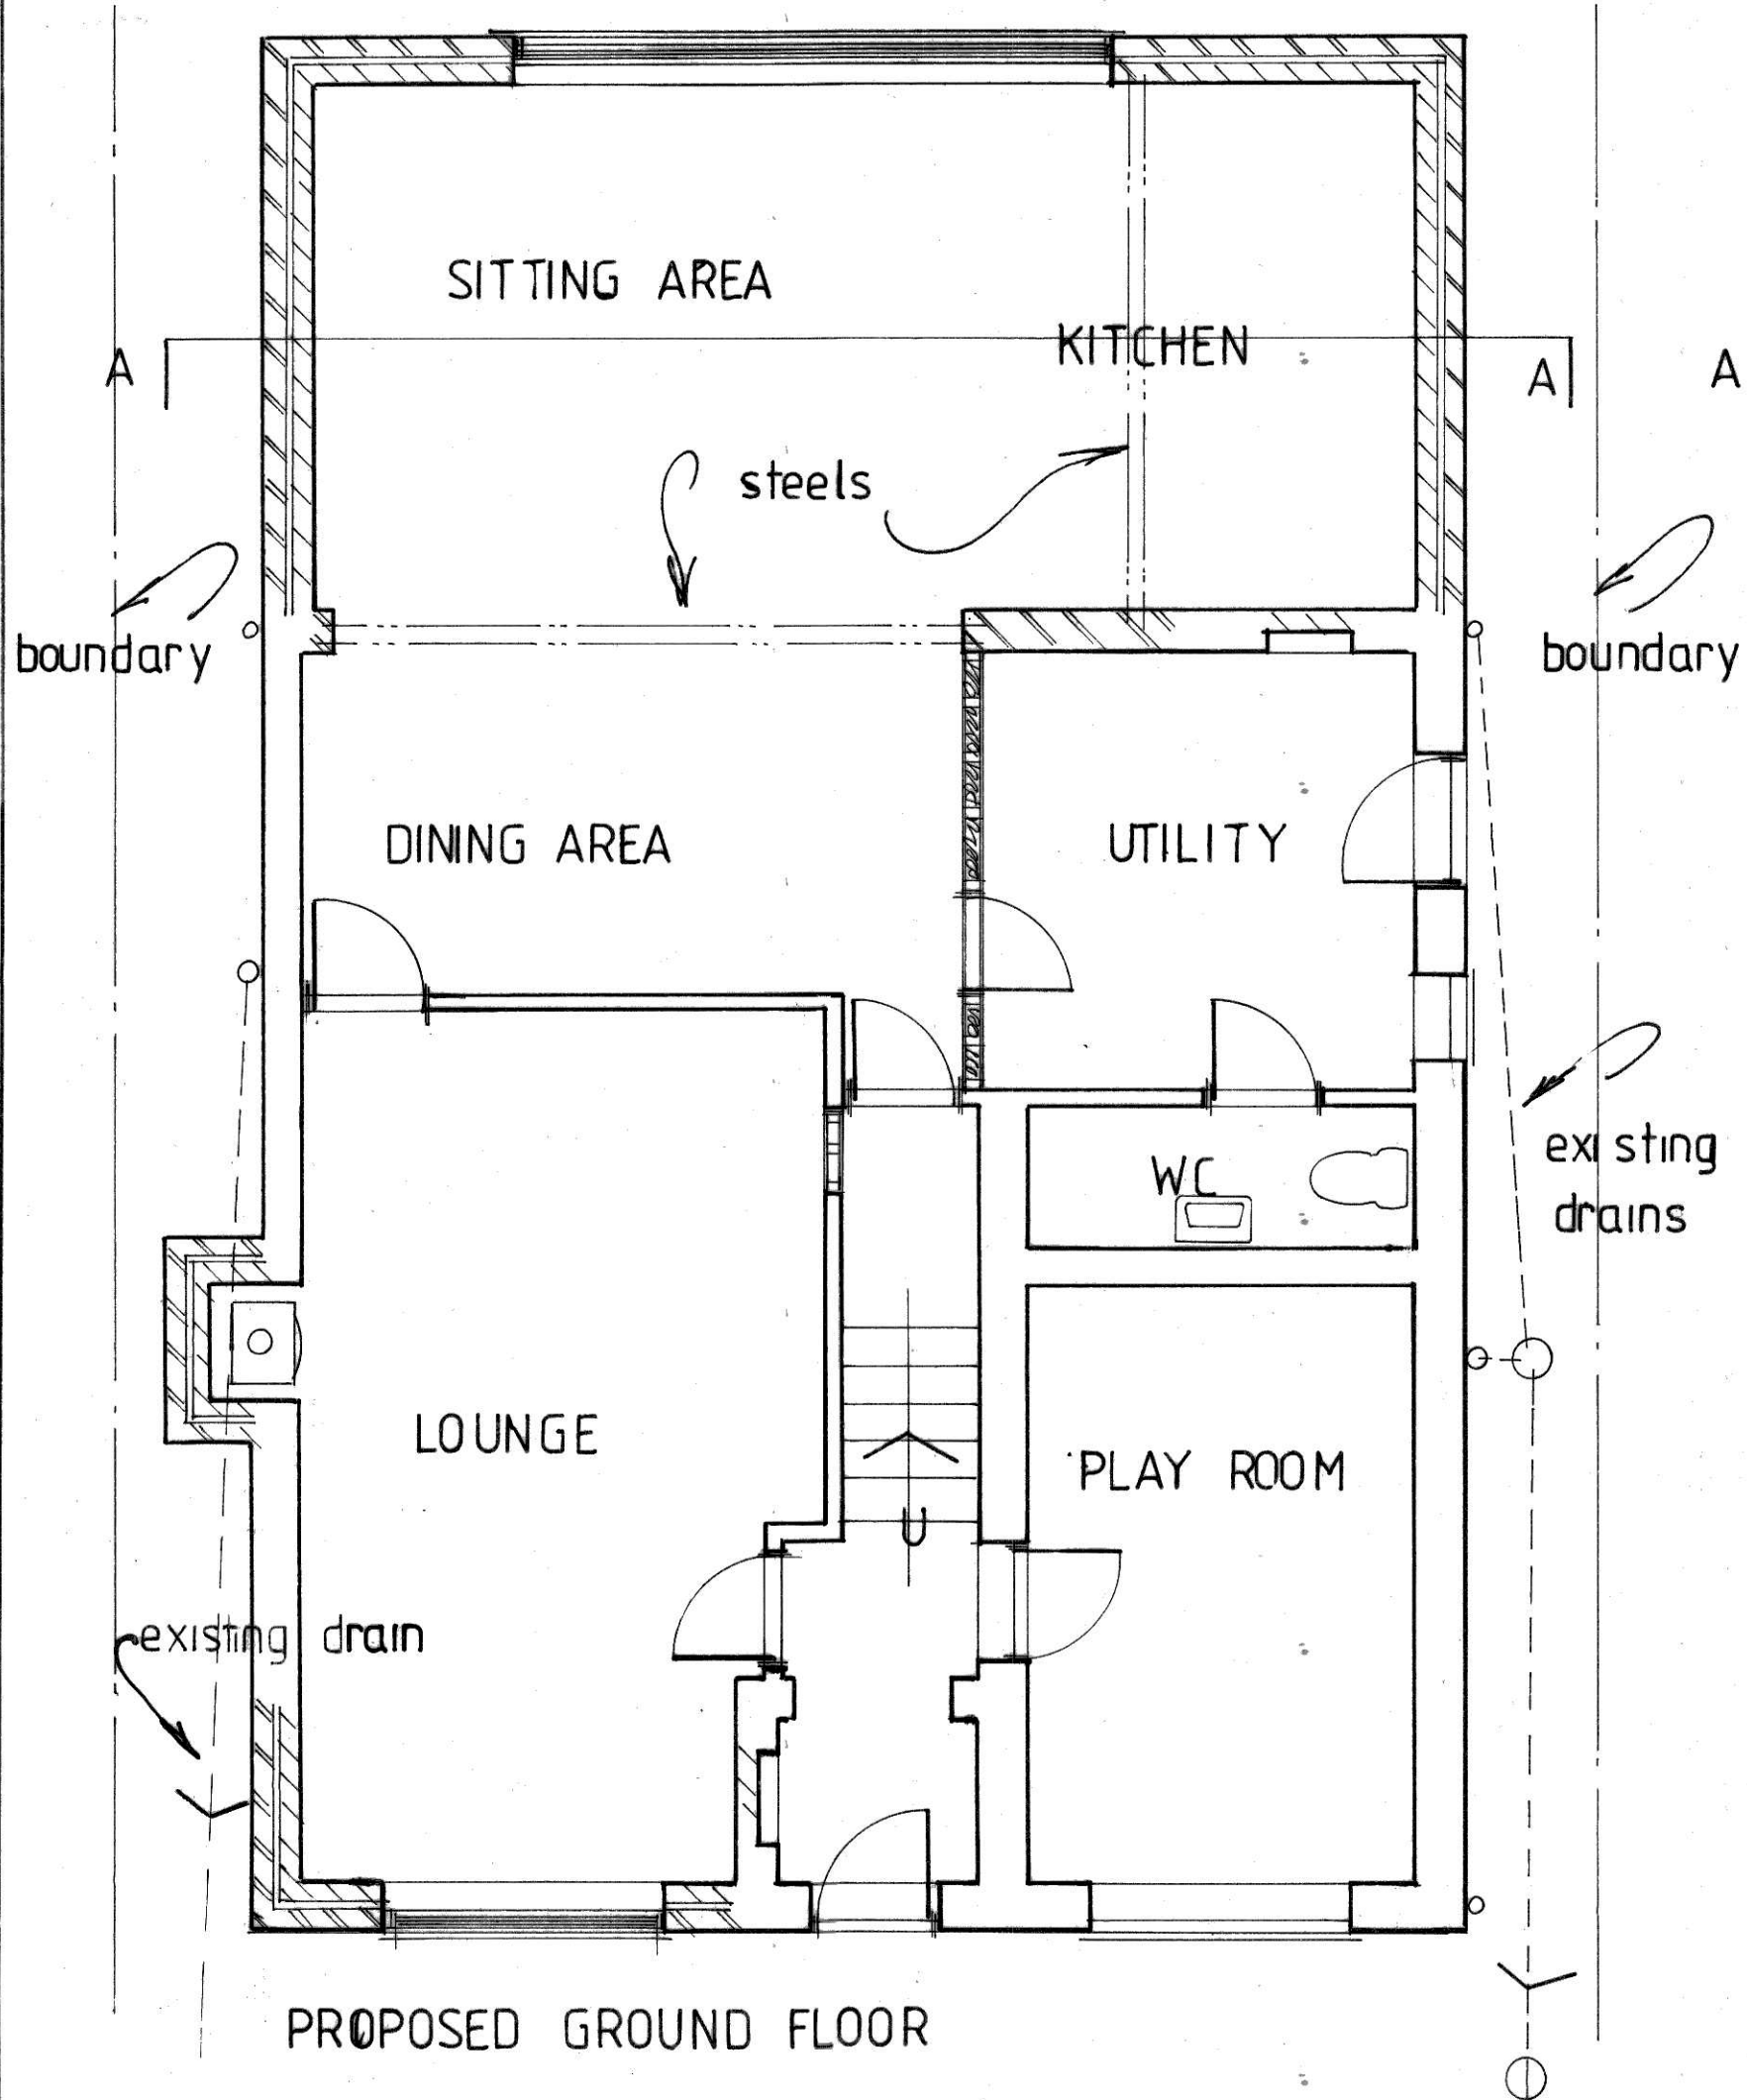 SITTING AREA
KITCHEN
A
A
A
steels
boundary
boundary
DINING AREA
UTILITY
existing
drains
WC
LOUNGE
PLAY ROOM
U
existing drain
PROPOSED GROUND FLOOR